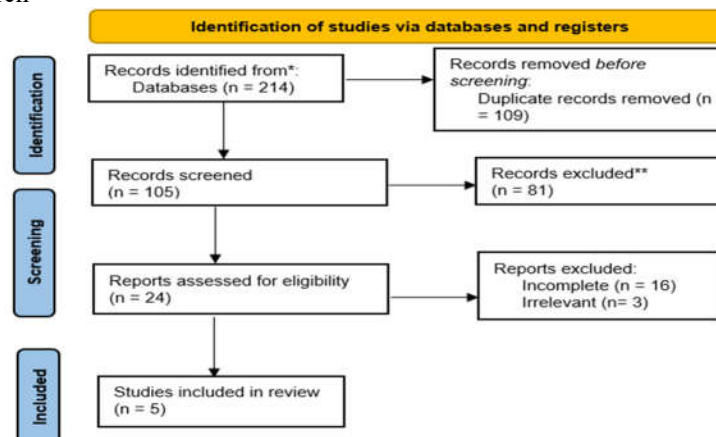 Identification of studies via databases and registers
Identification
Records identified from*:
Databases (n = 214)
Records removed before
screening:
Duplicate records removed (n
= 109)
Records screened
(n = 105)
Records excluded**
(n = 81)
Screening
Reports assessed for eligibility
(n = 24)
Reports excluded:
Incomplete (n = 16)
Irrelevant (n= 3)
Included
Studies included in review
(n = 5)